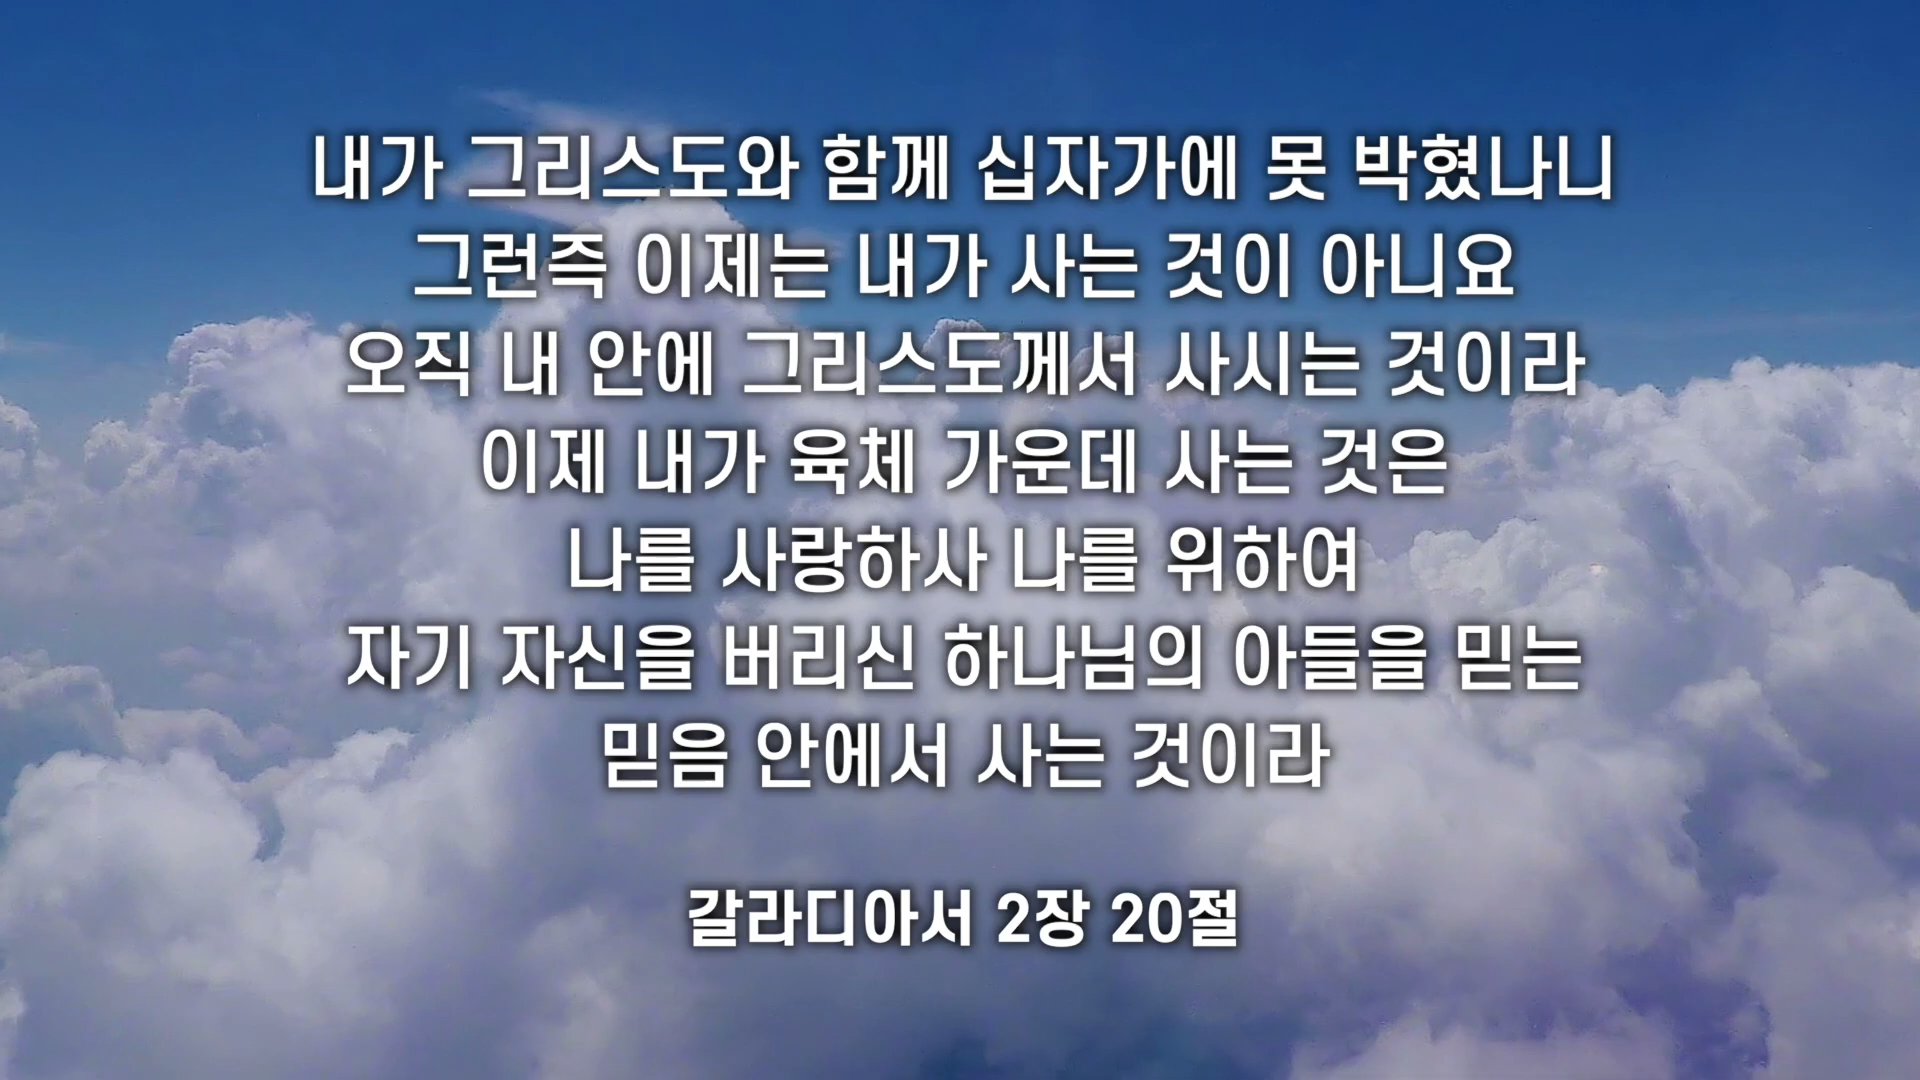 내가 그리스도와 함께 십자가에 못 박혔나니
그런즉 이제는 내가 사는 것이 아니요
오직 내 안에 그리스도께서 사시는 것이라
이제 내가 육체 가운데 사는 것은
나를 사랑하사 나를 위하여
자기 자신을 버리신 하나님의 아들을 믿는
믿음 안에서 사는 것이라
갈라디아서 2장 20절